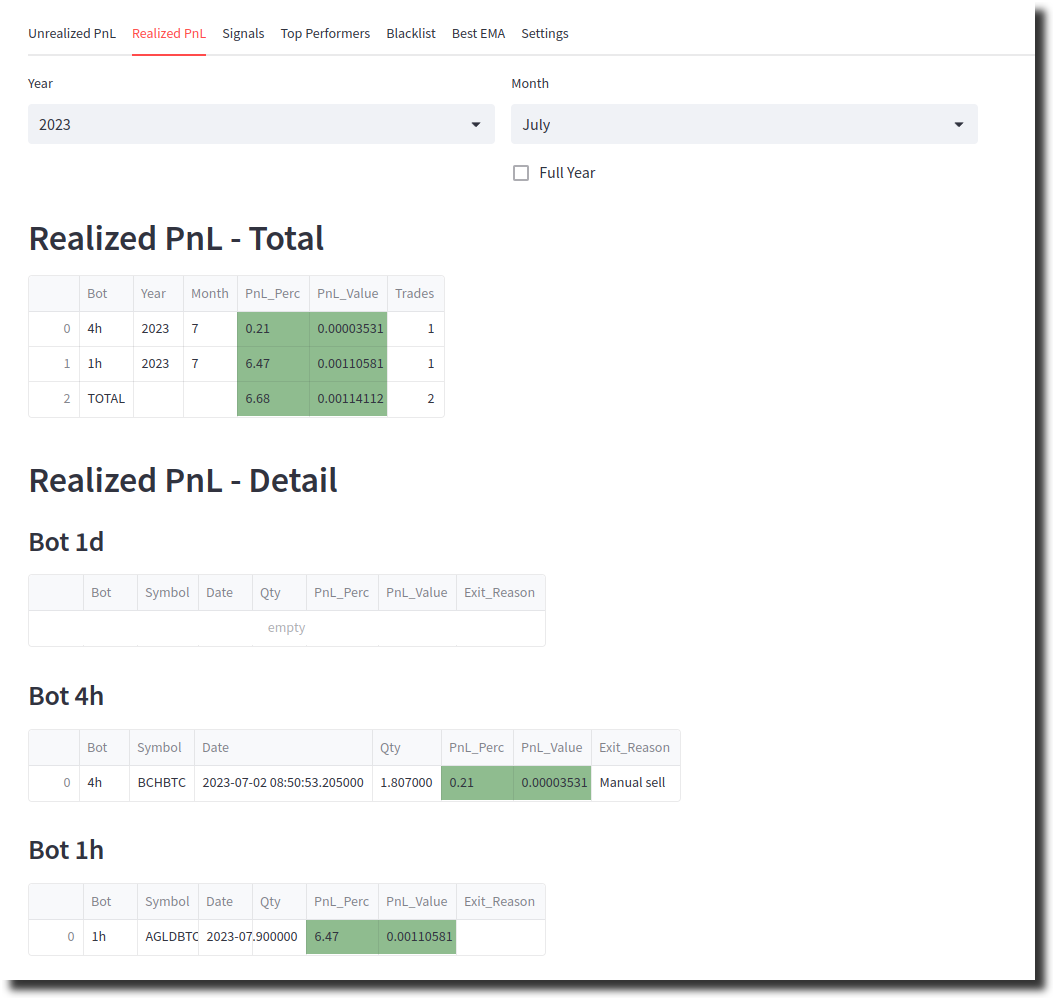 Unrealized PnL Realized PnL Signals Top Performers Blacklist Best EMA Settings
Year Month
2023 July
Full Year
Realized PnL - Total
Bot Year Month PnL_Perc PnL_Value Trades
0 4h 2023 7 0.21 0.00003531 1
1 1h 2023 7 6.47 0.00110581 1
2 TOTAL 6.68 0.00114112 2
Realized PnL - Detail
Bot 1d
Bot Symbol Date Qty PnL_Perc PnL_Value Exit_Reason
empty
Bot 4h
Bot Symbol Date Qty PnL_Perc PnL_Value Exit_Reason
0 4h BCHBTC 2023-07-02 08:50:53.205000 1.807000 0.21 0.00003531 Manual sell
Bot 1h
Bot Symbol Date Qty PnL_Perc PnL_Value Exit_Reason
0 1h AGLDBTC 2023-07 .900000 6.47 0.00110581